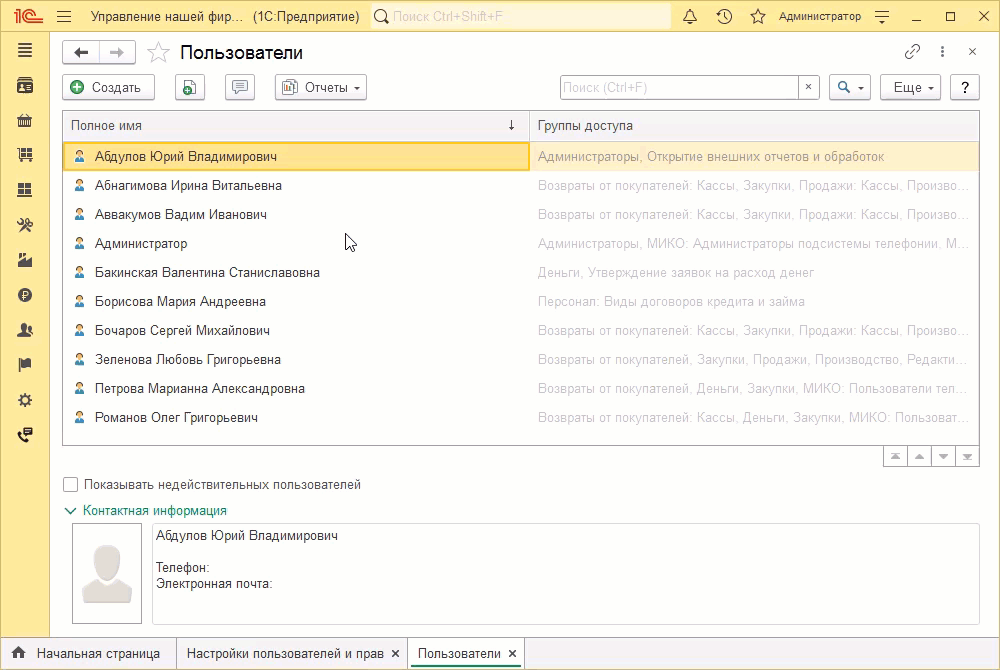 1С Управление нашей фир... (1С:Предприятие) Поиск Ctrl+Shift+F Администратор
Пользователи
Создать Отчеты Поиск (Ctrl+F) × Еще ?
Полное имя ↓ Группы доступа
Абдулов Юрий Владимирович Администраторы, Открытие внешних отчетов и обработок
Абнагимова Ирина Витальевна Возвраты от покупателей: Кассы, Закупки, Продажи: Кассы, Произво...
Аввакумов Вадим Иванович Возвраты от покупателей: Кассы, Закупки, Продажи: Кассы, Произво...
Администратор Администраторы, МИКО: Администраторы подсистемы телефонии, М...
Бакинская Валентина Станиславовна Деньги, Утверждение заявок на расход денег
Борисова Мария Андреевна Персонал: Виды договоров кредита и займа
Бочаров Сергей Михайлович Возвраты от покупателей: Кассы, Закупки, Продажи: Кассы, Произво...
Зеленова Любовь Григорьевна Возвраты от покупателей, Закупки, Продажи, Производство, Редакти...
Петрова Марианна Александровна Возвраты от покупателей, Деньги, Закупки, МИКО: Пользователи тел...
Романов Олег Григорьевич Возвраты от покупателей: Кассы, Деньги, Закупки, МИКО: Пользоват...
Показывать недействительных пользователей
Контактная информация
Абдулов Юрий Владимирович
Телефон:
Электронная почта:
Начальная страница Настройки пользователей и прав × Пользователи ×